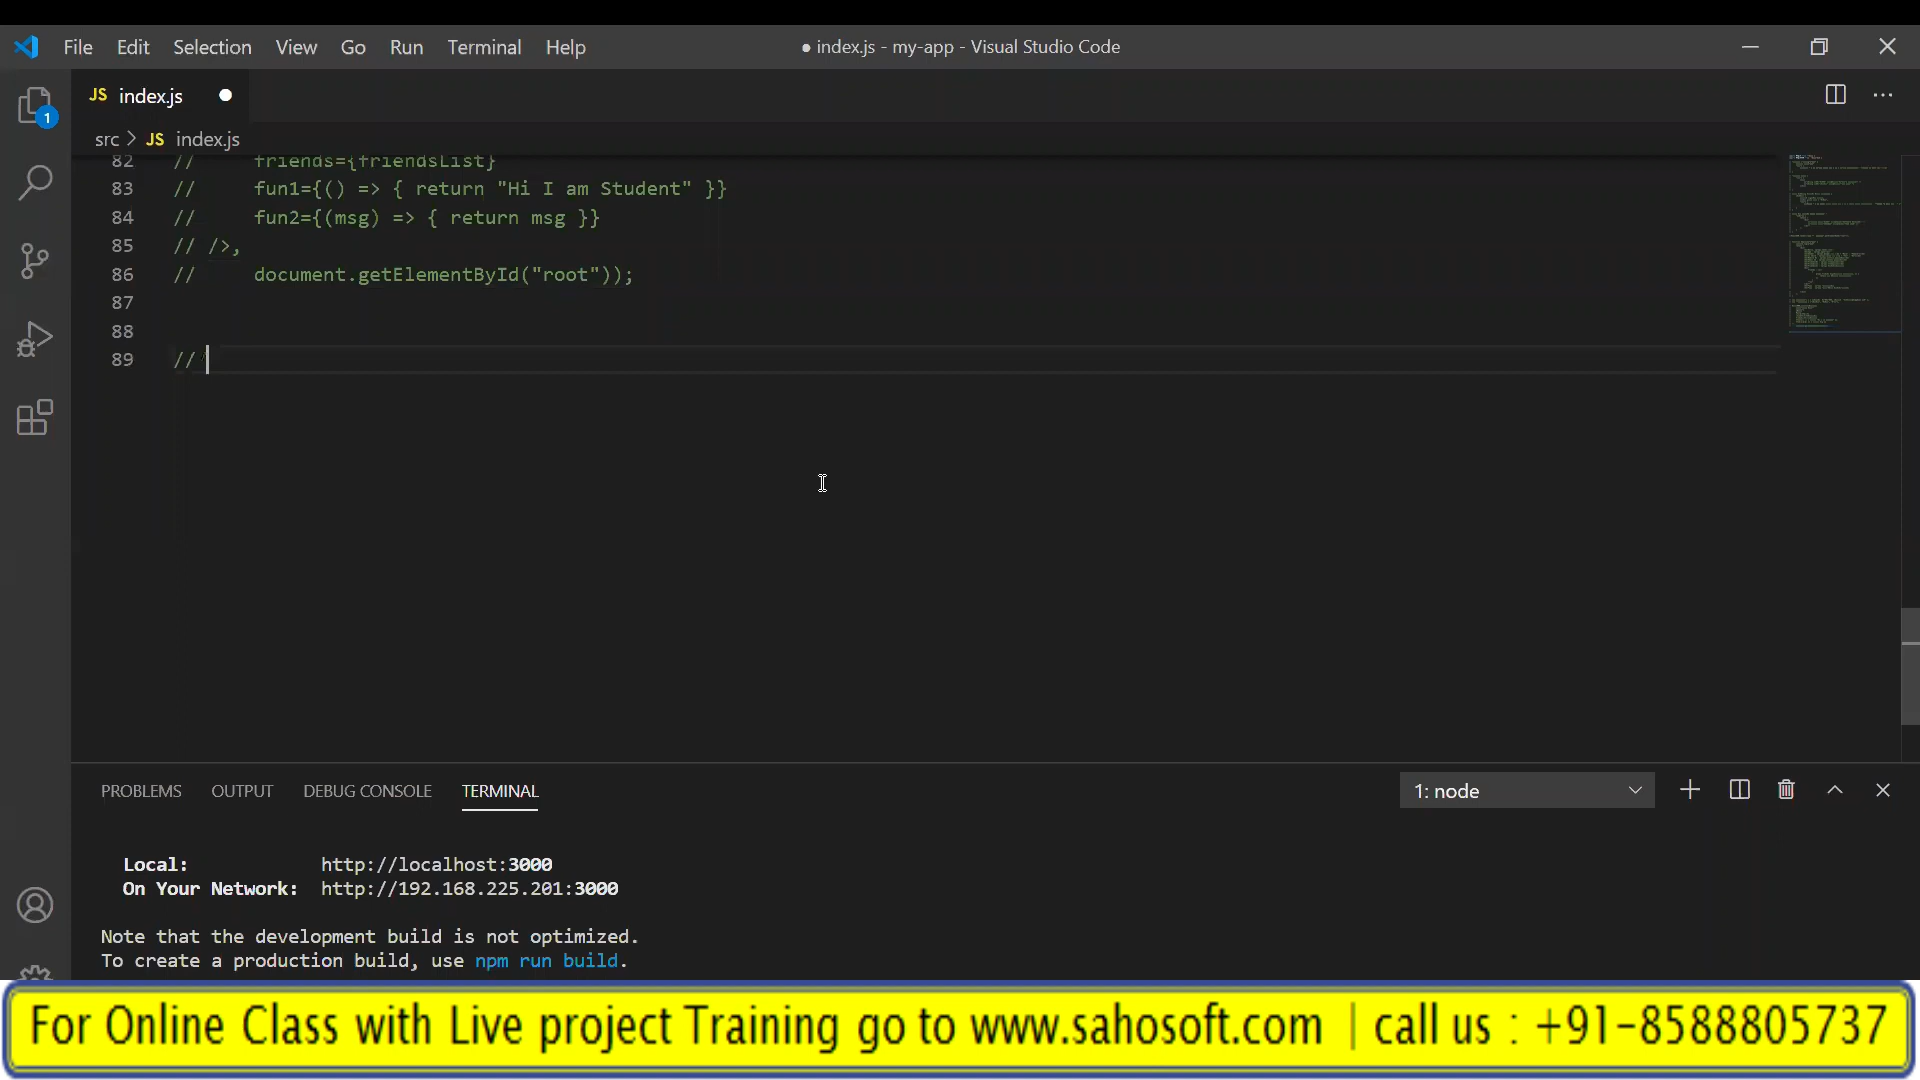 File Edit Selection View Go Run Terminal Help
● index.js - my-app - Visual Studio Code
JS index.js ●
1
src > JS index.js
82 // friends={friendsList}
83 // fun1={() => { return "Hi I am Student" }}
84 // fun2={(msg) => { return msg }}
85 // />,
86 // document.getElementById("root"));
87
88
89 //
PROBLEMS OUTPUT DEBUG CONSOLE TERMINAL
1: node
Local: http://localhost:3000
On Your Network: http://192.168.225.201:3000
Note that the development build is not optimized.
To create a production build, use npm run build.
For Online Class with Live project Training go to www.sahosoft.com | call us : +91-8588805737